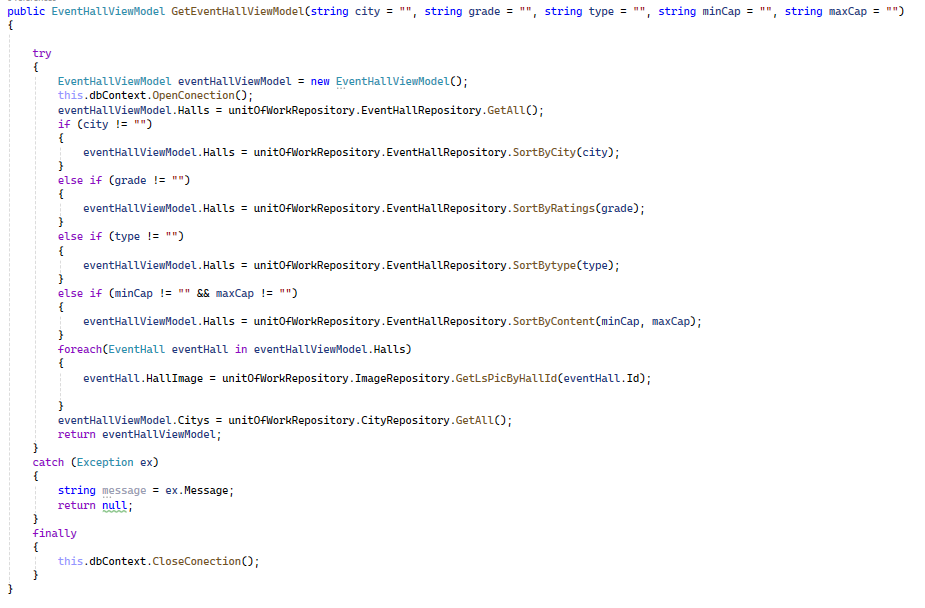 public EventHallViewModel GetEventHallViewModel(string city = "", string grade = "", string type = "", string minCap = "", string maxCap = "")
{
try
{
EventHallViewModel eventHallViewModel = new EventHallViewModel();
this.dbContext.OpenConection();
eventHallViewModel.Halls = unitOfWorkRepository.EventHallRepository.GetAll();
if (city != "")
{
eventHallViewModel.Halls = unitOfWorkRepository.EventHallRepository.SortByCity(city);
}
else if (grade != "")
{
eventHallViewModel.Halls = unitOfWorkRepository.EventHallRepository.SortByRatings(grade);
}
else if (type != "")
{
eventHallViewModel.Halls = unitOfWorkRepository.EventHallRepository.SortBytype(type);
}
else if (minCap != "" && maxCap != "")
{
eventHallViewModel.Halls = unitOfWorkRepository.EventHallRepository.SortByContent(minCap, maxCap);
}
foreach(EventHall eventHall in eventHallViewModel.Halls)
{
eventHall.HallImage = unitOfWorkRepository.ImageRepository.GetLsPicByHallId(eventHall.Id);
}
eventHallViewModel.Citys = unitOfWorkRepository.CityRepository.GetAll();
return eventHallViewModel;
}
catch (Exception ex)
{
string message = ex.Message;
return null;
}
finally
{
this.dbContext.CloseConection();
}
}